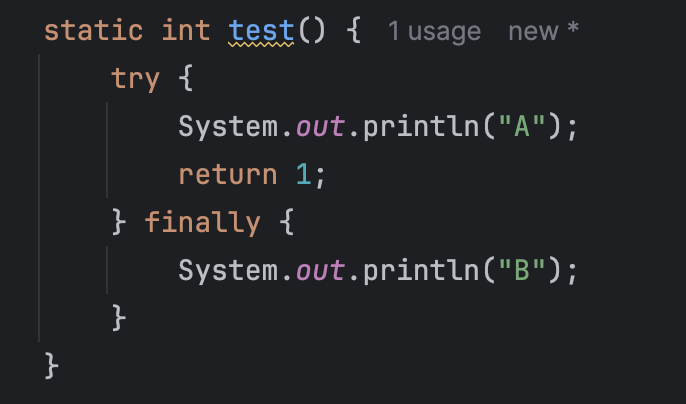 static int test() { 1 usage new *
    try {
        System.out.println("A");
        return 1;
    } finally {
        System.out.println("B");
    }
}